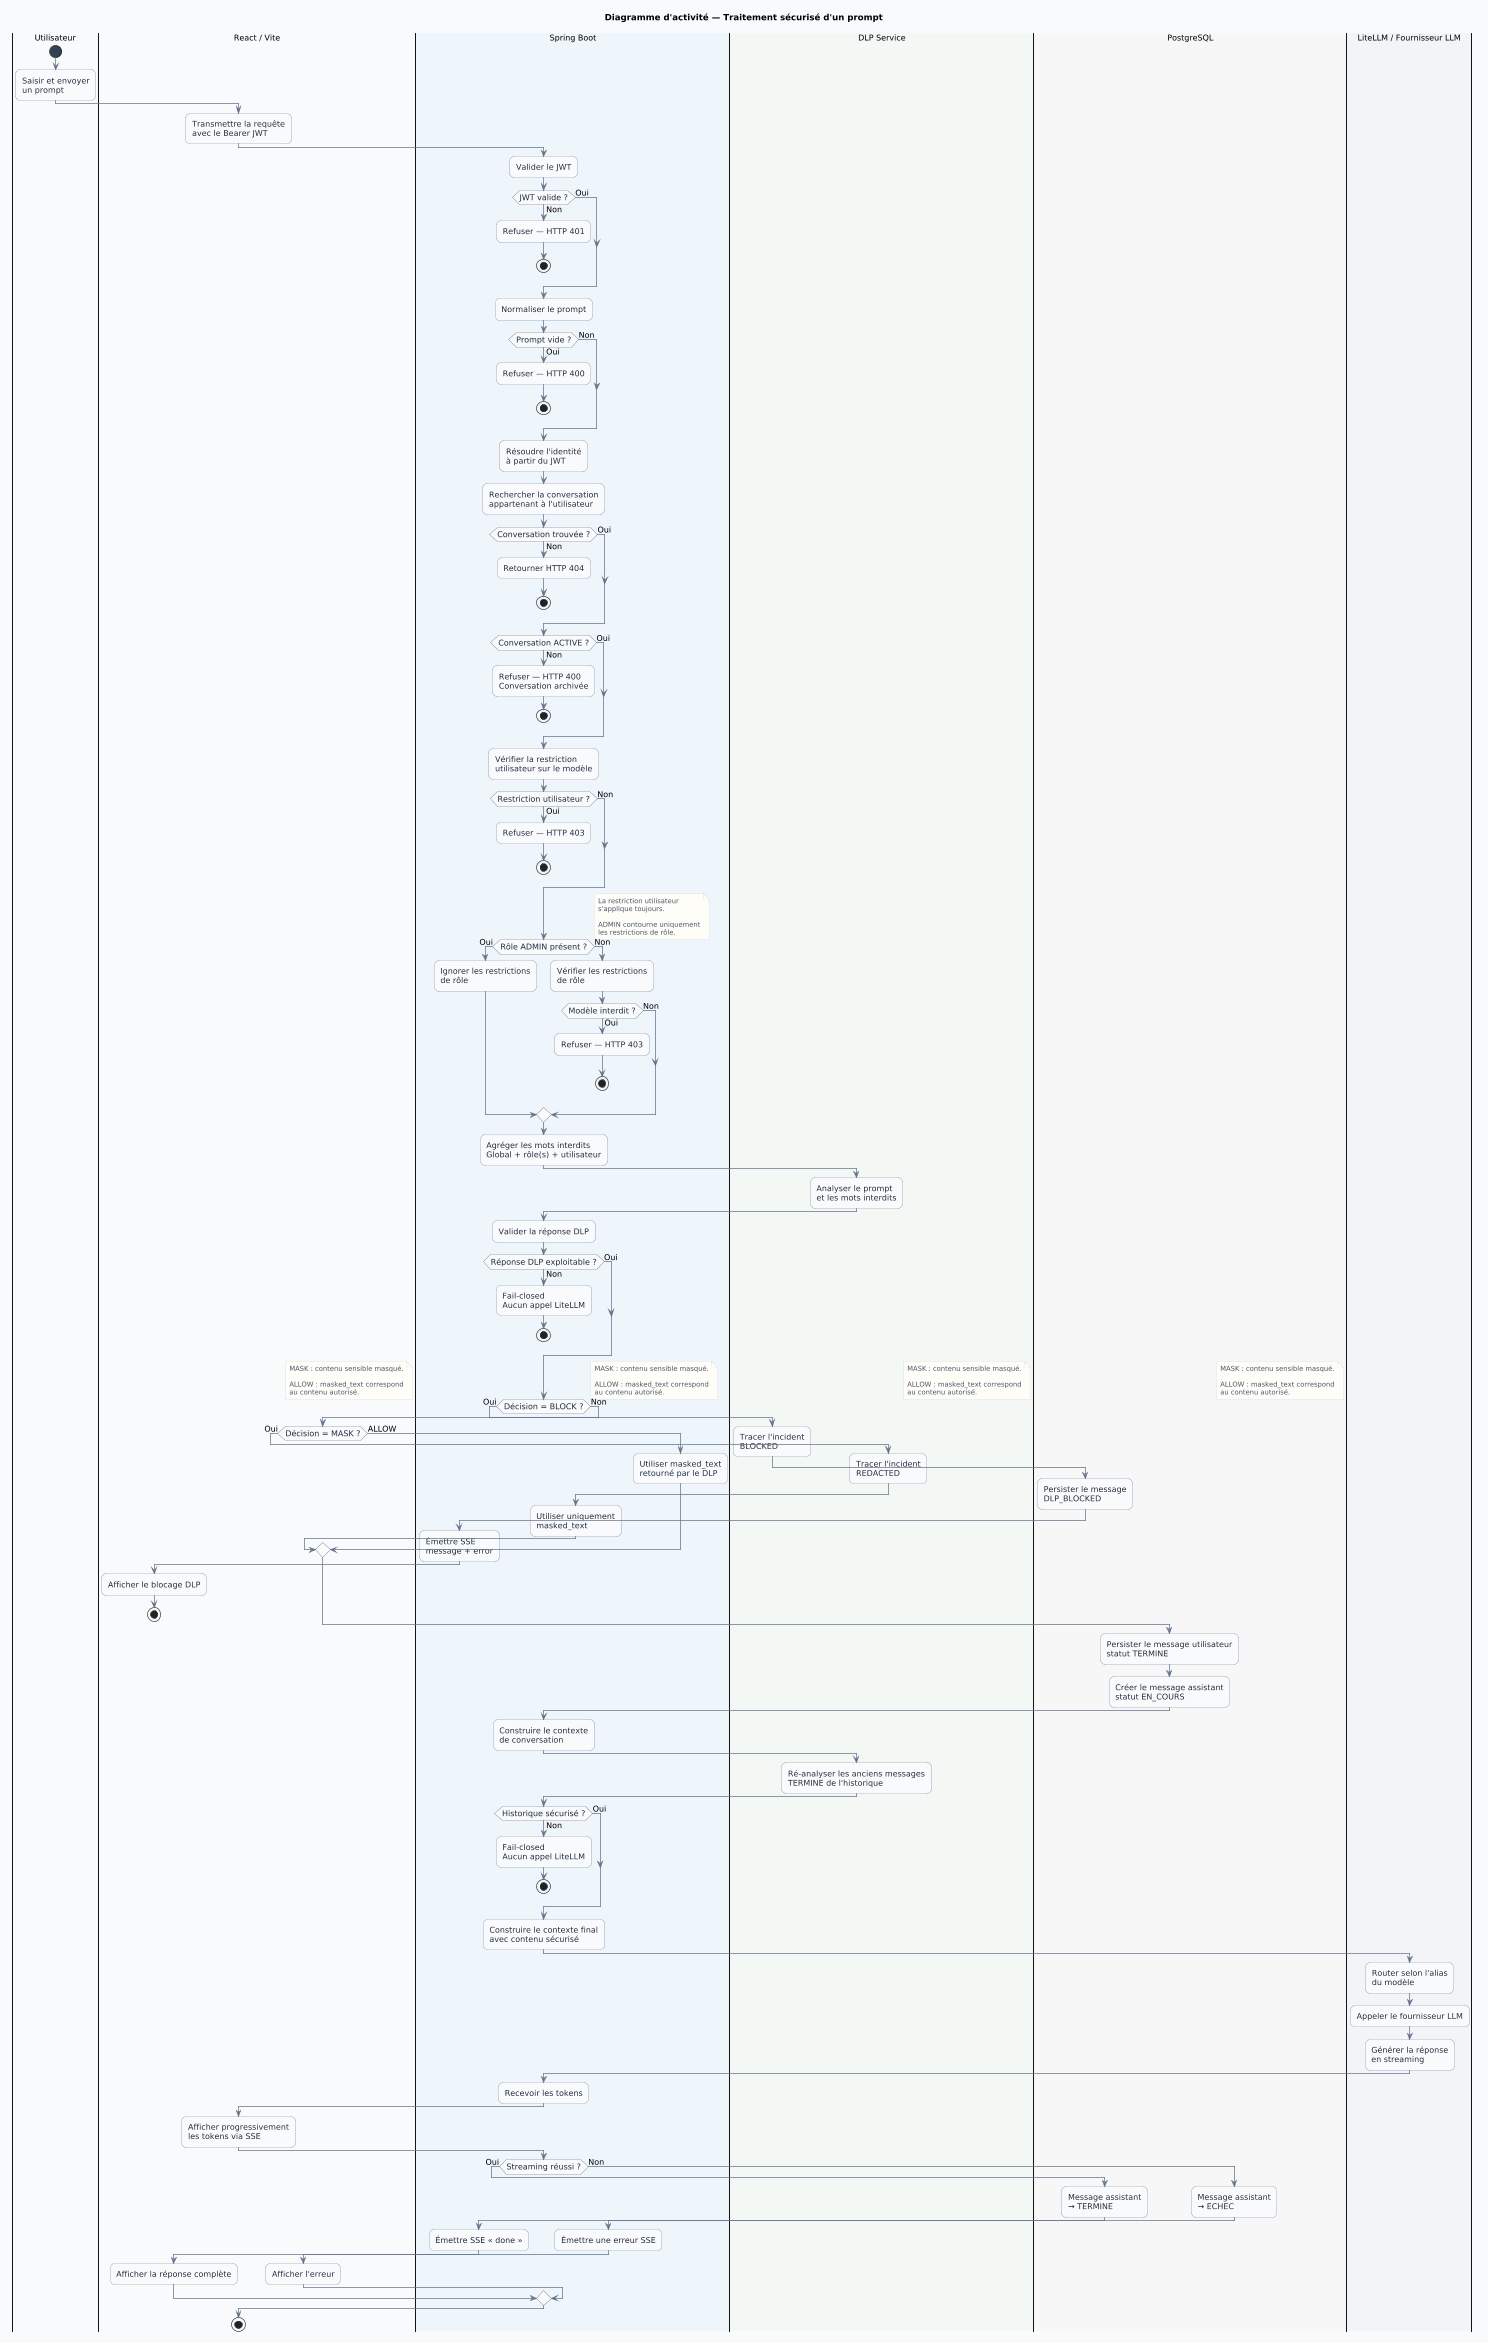 Diagramme d'activité — Traitement sécurisé d'un prompt
Utilisateur
React / Vite
Spring Boot
DLP Service
PostgreSQL
LiteLLM / Fournisseur LLM
Saisir et envoyer
un prompt
Transmettre la requête
avec le Bearer JWT
Valider le JWT
JWT valide ?
Oui
Non
Refuser — HTTP 401
Normaliser le prompt
Prompt vide ?
Non
Oui
Refuser — HTTP 400
Résoudre l'identité
à partir du JWT
Rechercher la conversation
appartenant à l'utilisateur
Conversation trouvée ?
Oui
Non
Retourner HTTP 404
Conversation ACTIVE ?
Oui
Non
Refuser — HTTP 400
Conversation archivée
Vérifier la restriction
utilisateur sur le modèle
Restriction utilisateur ?
Non
Oui
Refuser — HTTP 403
La restriction utilisateur
s'applique toujours.
ADMIN contourne uniquement
les restrictions de rôle.
Oui
Rôle ADMIN présent ?
Non
Ignorer les restrictions
de rôle
Vérifier les restrictions
de rôle
Modèle interdit ?
Non
Oui
Refuser — HTTP 403
Agréger les mots interdits
Global + rôle(s) + utilisateur
Analyser le prompt
et les mots interdits
Valider la réponse DLP
Réponse DLP exploitable ?
Oui
Non
Fail-closed
Aucun appel LiteLLM
MASK : contenu sensible masqué.
ALLOW : masked_text correspond
au contenu autorisé.
MASK : contenu sensible masqué.
ALLOW : masked_text correspond
au contenu autorisé.
MASK : contenu sensible masqué.
ALLOW : masked_text correspond
au contenu autorisé.
MASK : contenu sensible masqué.
ALLOW : masked_text correspond
au contenu autorisé.
Oui
Décision = BLOCK ?
Non
Oui
Décision = MASK ?
ALLOW
Tracer l'incident
BLOCKED
Utiliser masked_text
retourné par le DLP
Tracer l'incident
REDACTED
Persister le message
DLP_BLOCKED
Utiliser uniquement
masked_text
Émettre SSE
message + error
Afficher le blocage DLP
Persister le message utilisateur
statut TERMINE
Créer le message assistant
statut EN_COURS
Construire le contexte
de conversation
Ré-analyser les anciens messages
TERMINE de l'historique
Historique sécurisé ?
Oui
Non
Fail-closed
Aucun appel LiteLLM
Construire le contexte final
avec contenu sécurisé
Router selon l'alias
du modèle
Appeler le fournisseur LLM
Générer la réponse
en streaming
Recevoir les tokens
Afficher progressivement
les tokens via SSE
Oui
Streaming réussi ?
Non
Message assistant
→ TERMINE
Message assistant
→ ECHEC
Émettre SSE « done »
Émettre une erreur SSE
Afficher la réponse complète
Afficher l'erreur